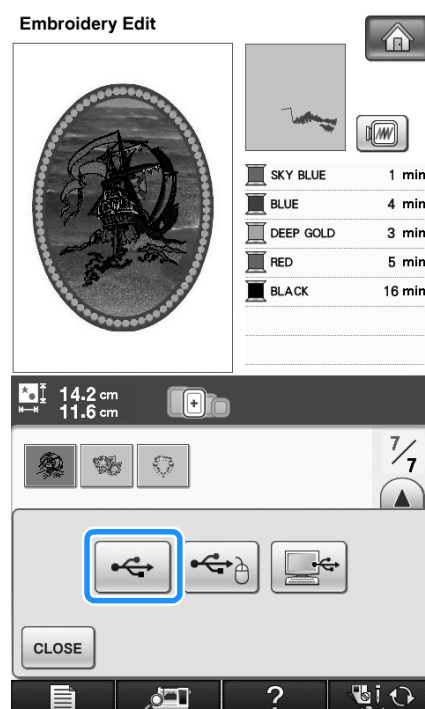 Embroidery Edit
SKY BLUE 1 min
BLUE 4 min
DEEP GOLD 3 min
RED 5 min
BLACK 16 min
14.2 cm
11.6 cm
7/7
CLOSE
?